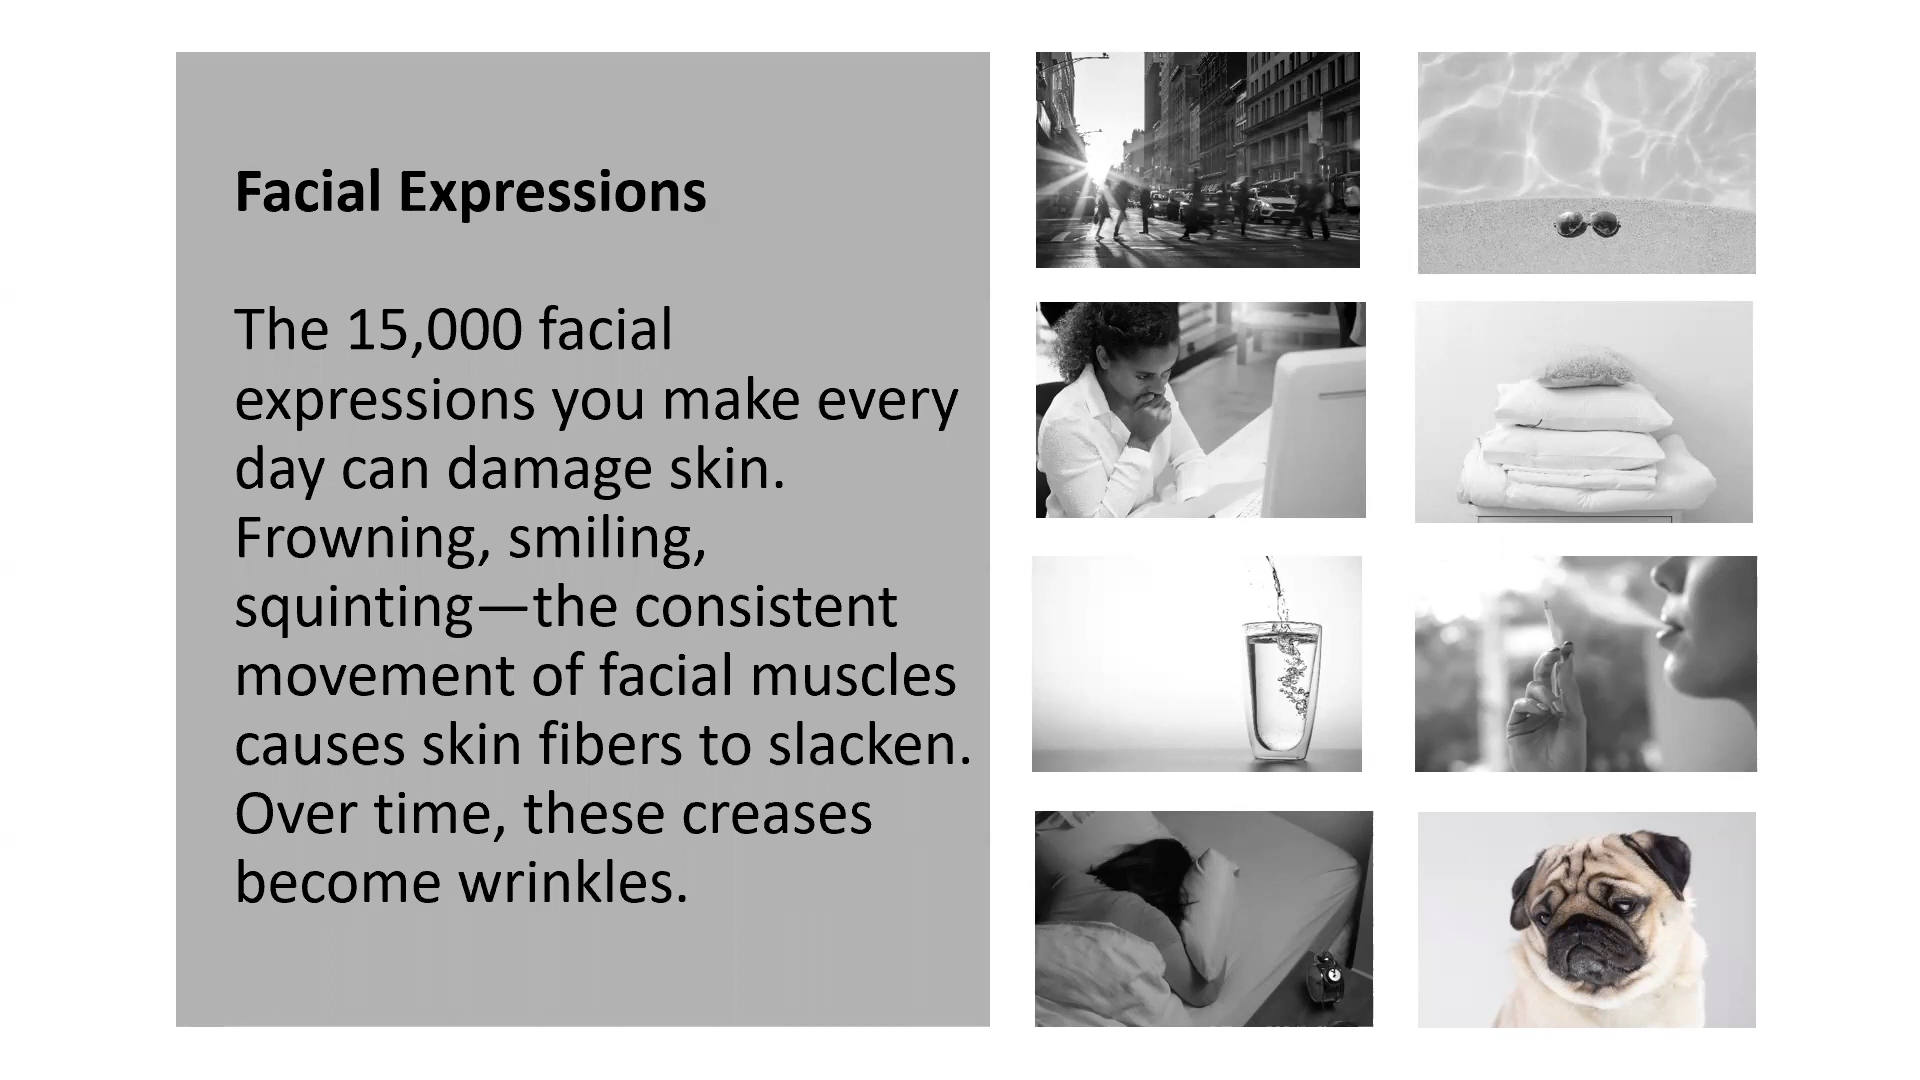 Facial Expressions
The 15,000 facial
expressions you make every
day can damage skin.
Frowning, smiling,
squinting—the consistent
movement of facial muscles
causes skin fibers to slacken.
Over time, these creases
become wrinkles.